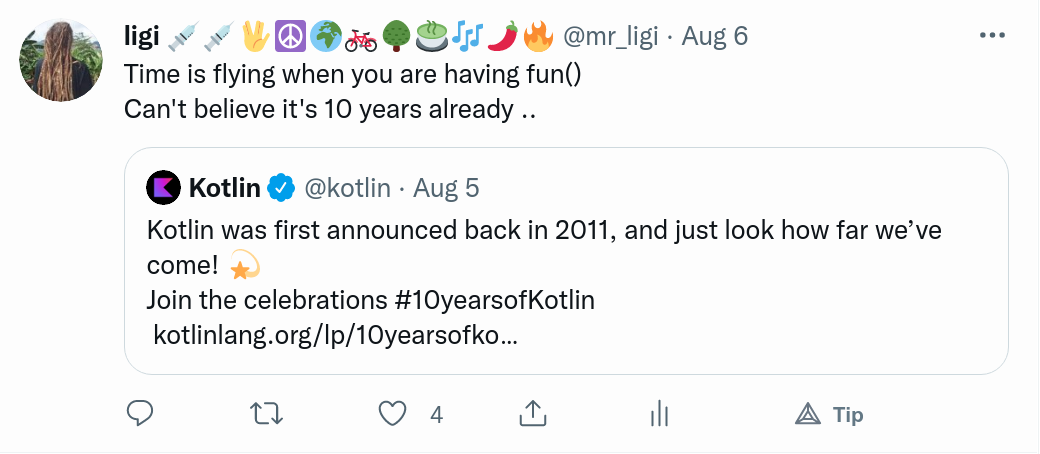 ligi 💉 💉 🖖 ☮️ 🌍 🚲 🌳 🍵 🎶 🌶️ 🔥 @mr_ligi · Aug 6
Time is flying when you are having fun()
Can't believe it's 10 years already ..
Kotlin @kotlin · Aug 5
Kotlin was first announced back in 2011, and just look how far we’ve
come! 💫
Join the celebrations #10yearsofKotlin
kotlinlang.org/lp/10yearsofko…
4 Tip